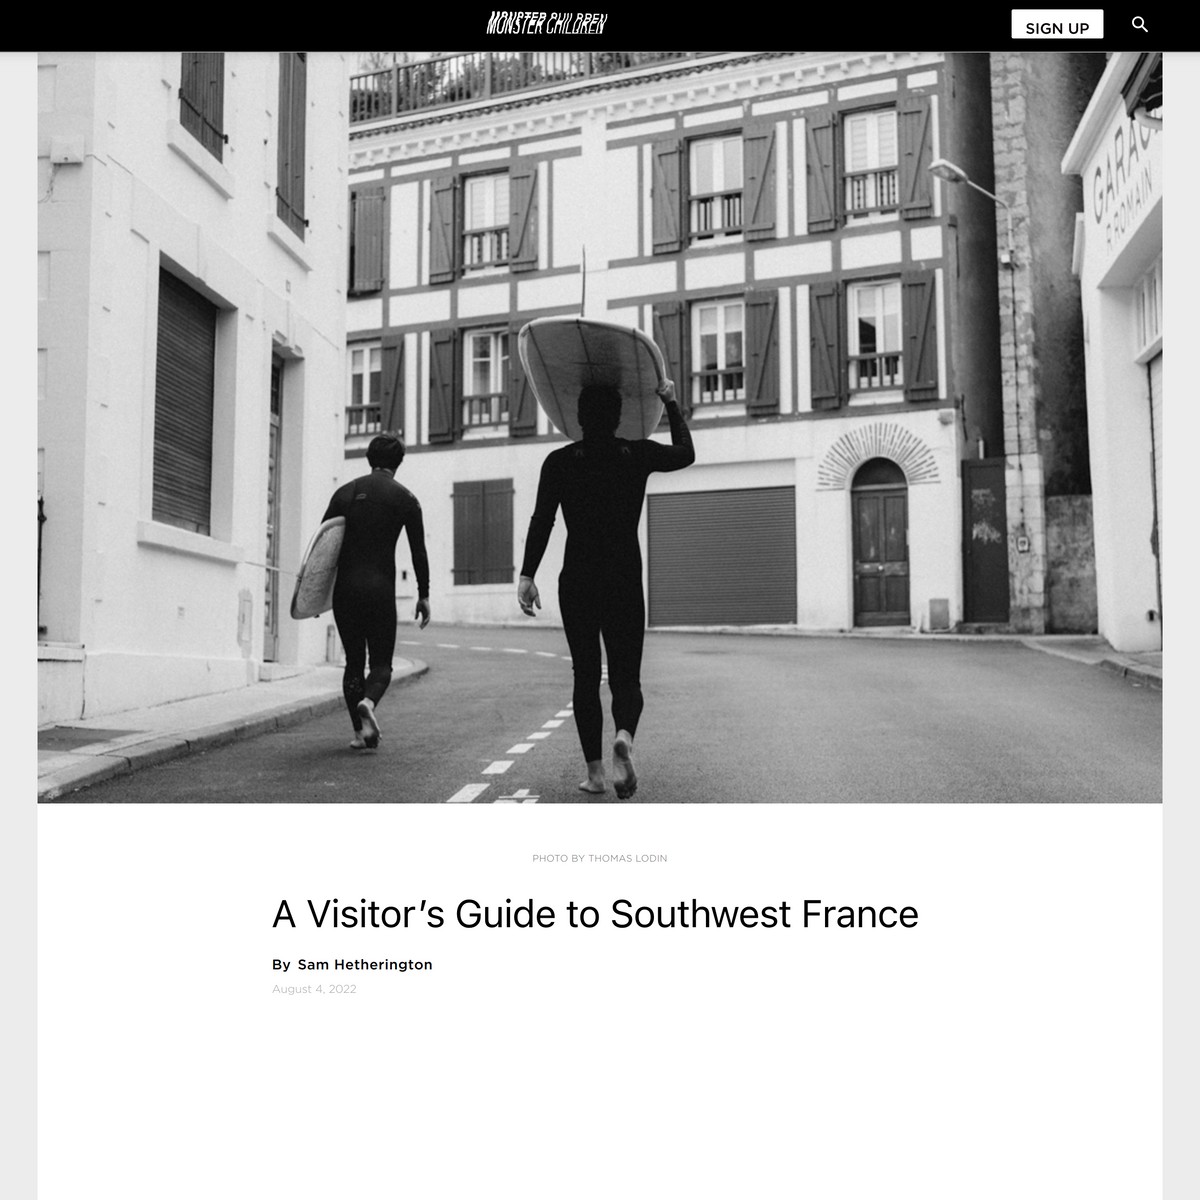 MONSTER CHILDREN
SIGN UP
GARAG
R. ROMAIN
PHOTO BY THOMAS LODIN
A Visitor’s Guide to Southwest France
By Sam Hetherington
August 4, 2022